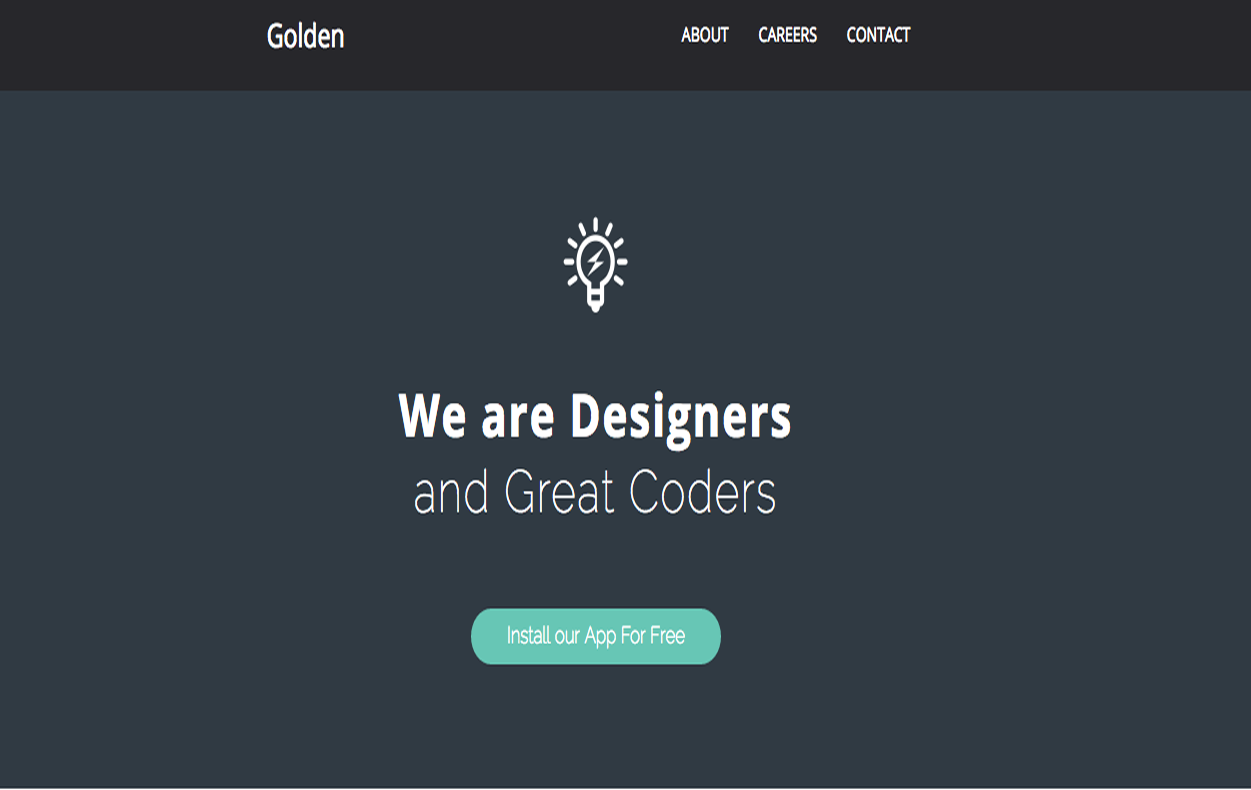 Golden
ABOUT CAREERS CONTACT
We are Designers
and Great Coders
Install our App For Free